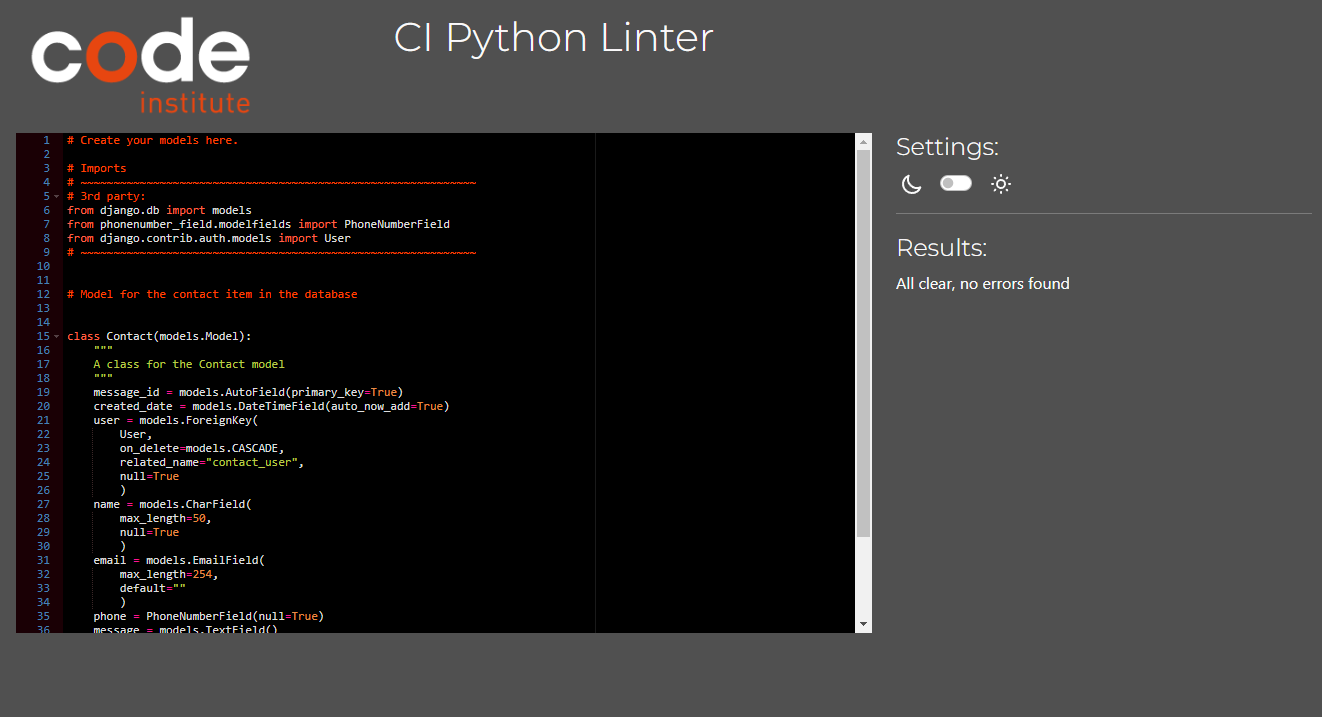 code
institute
CI Python Linter
1 # Create your models here.
2
3 # Imports
4 # ~~~~~~~~~~~~~~~~~~~~~~~~~~~~~~~~~~~~~~~~~~~~~~~~~~~~~~~~~~~~
5 # 3rd party:
6 from django.db import models
7 from phonenumber_field.modelfields import PhoneNumberField
8 from django.contrib.auth.models import User
9 # ~~~~~~~~~~~~~~~~~~~~~~~~~~~~~~~~~~~~~~~~~~~~~~~~~~~~~~~~~~~~
10
11
12 # Model for the contact item in the database
13
14
15 class Contact(models.Model):
16     """
17     A class for the Contact model
18     """
19     message_id = models.AutoField(primary_key=True)
20     created_date = models.DateTimeField(auto_now_add=True)
21     user = models.ForeignKey(
22         User,
23         on_delete=models.CASCADE,
24         related_name="contact_user",
25         null=True
26         )
27     name = models.CharField(
28         max_length=50,
29         null=True
30         )
31     email = models.EmailField(
32         max_length=254,
33         default=""
34         )
35     phone = PhoneNumberField(null=True)
36     message = models.TextField()
Settings:
Results:
All clear, no errors found